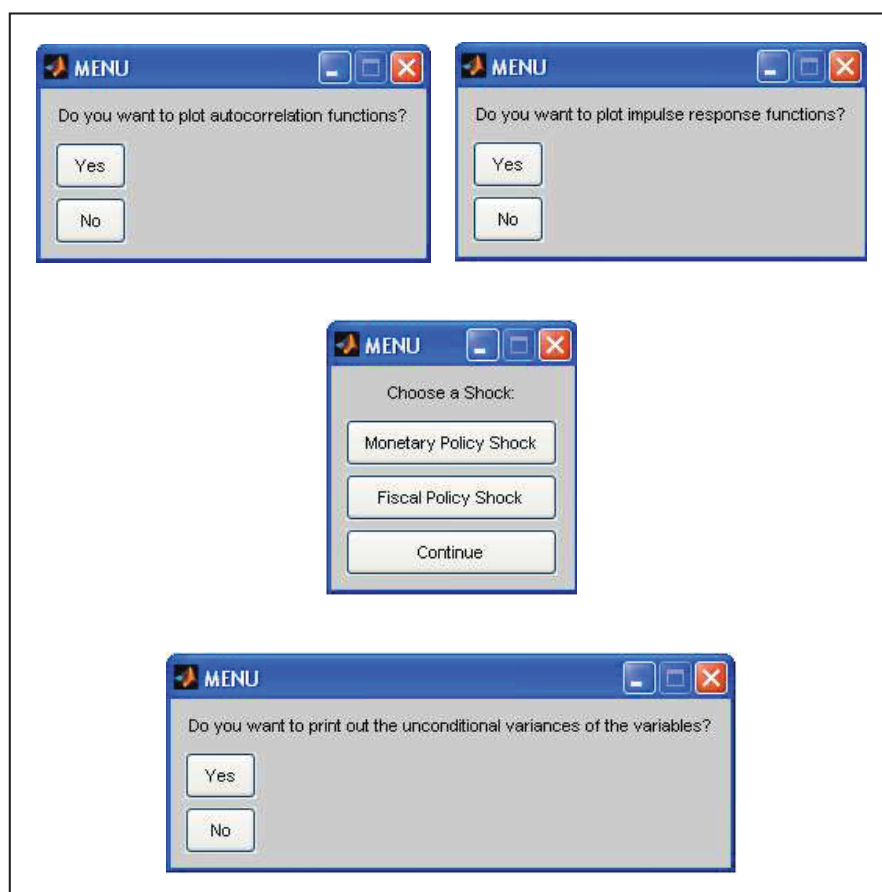 MENU
Do you want to plot autocorrelation functions?
Yes
No
MENU
Do you want to plot impulse response functions?
Yes
No
MENU
Choose a Shock:
Monetary Policy Shock
Fiscal Policy Shock
Continue
MENU
Do you want to print out the unconditional variances of the variables?
Yes
No